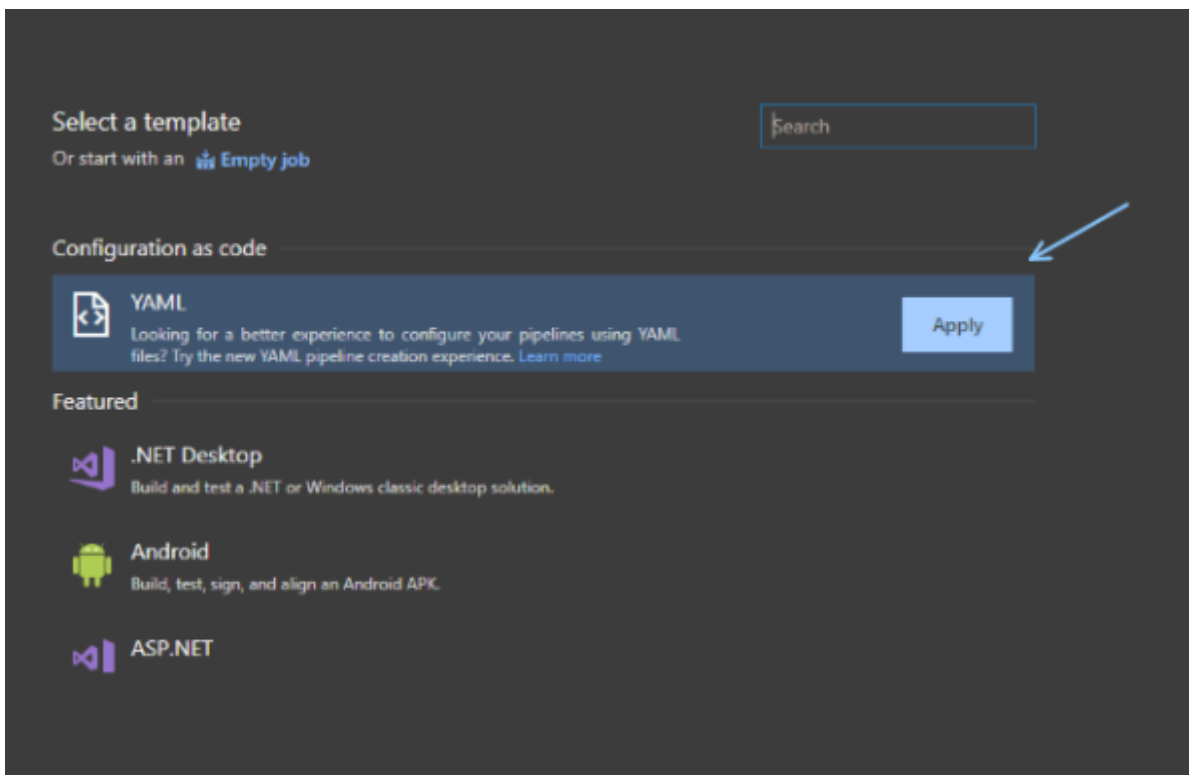 Select a template
Search
Or start with an Empty job
Configuration as code
YAML
Looking for a better experience to configure your pipelines using YAML
files? Try the new YAML pipeline creation experience. Learn more
Apply
Featured
.NET Desktop
Build and test a .NET or Windows classic desktop solution.
Android
Build, test, sign, and align an Android APK.
ASP.NET